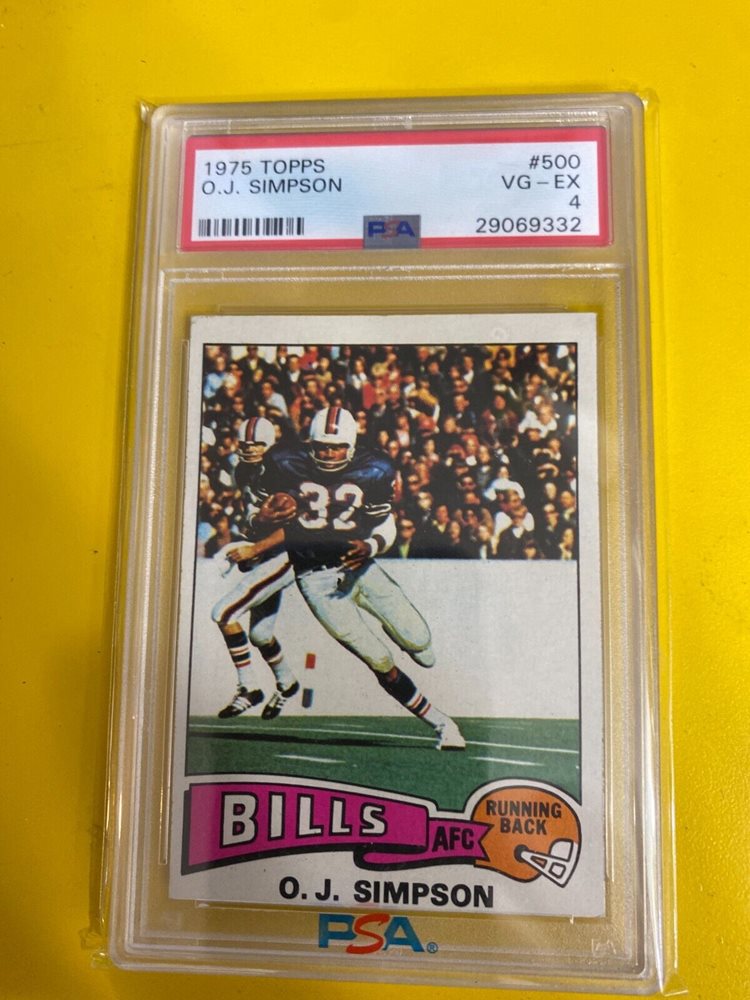 1975 TOPPS #500
O.J. SIMPSON VG-EX
4
PSA 29069332
32
BILLS
AFC
RUNNING
BACK
O. J. SIMPSON
PSA®